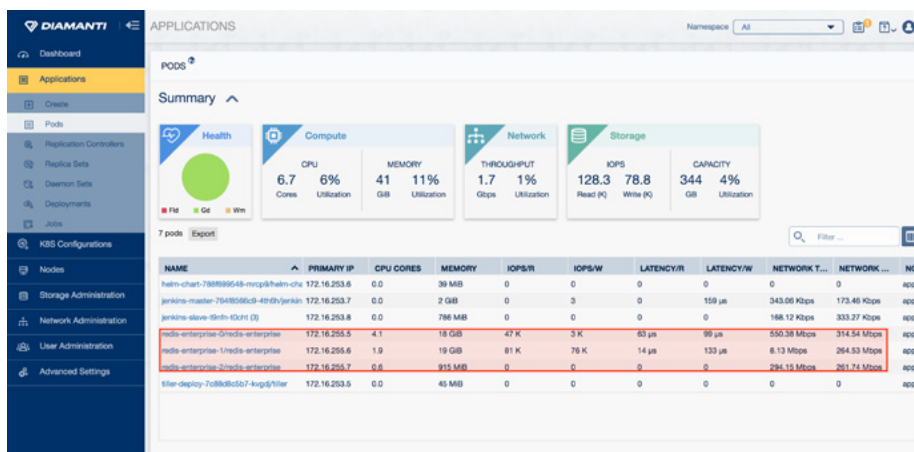 DIAMANTI
APPLICATIONS
Namespace All
Dashboard
Applications
Create
Pods
Replication Controllers
Replica Sets
Daemon Sets
Deployments
Jobs
K8S Configurations
Nodes
Storage Administration
Network Administration
User Administration
Advanced Settings
PODS
Summary
Health
Fld Gd Wrn
Compute
CPU MEMORY
6.7 6% 41 11%
Cores Utilization GiB Utilization
Network
THROUGHPUT
1.7 1%
Gbps Utilization
Storage
IOPS CAPACITY
128.3 78.8 344 4%
Read (K) Write (K) GB Utilization
7 pods Export
Filter ...
NAME PRIMARY IP CPU CORES MEMORY IOPS/R IOPS/W LATENCY/R LATENCY/W NETWORK T... NETWORK ... NO
172.16.253.6 0.0 39 MiB 0 0 0 0 0 0 app
172.16.253.7 0.0 2 GiB 0 3 0 159 µs 343.06 Kbps 173.46 Kbps app
172.16.253.8 0.0 786 MiB 0 0 0 0 168.12 Kbps 333.27 Kbps app
redis-enterprise-0/redis-enterprise 172.16.255.5 4.1 18 GiB 47 K 3 K 63 µs 99 µs 550.38 Mbps 314.54 Mbps app
redis-enterprise-1/redis-enterprise 172.16.255.6 1.9 19 GiB 81 K 76 K 14 µs 133 µs 6.13 Mbps 264.53 Mbps app
redis-enterprise-2/redis-enterprise 172.16.255.7 0.6 915 MiB 0 0 0 0 294.15 Mbps 261.74 Mbps app
172.16.253.5 0.0 45 MiB 0 0 0 0 0 0 app